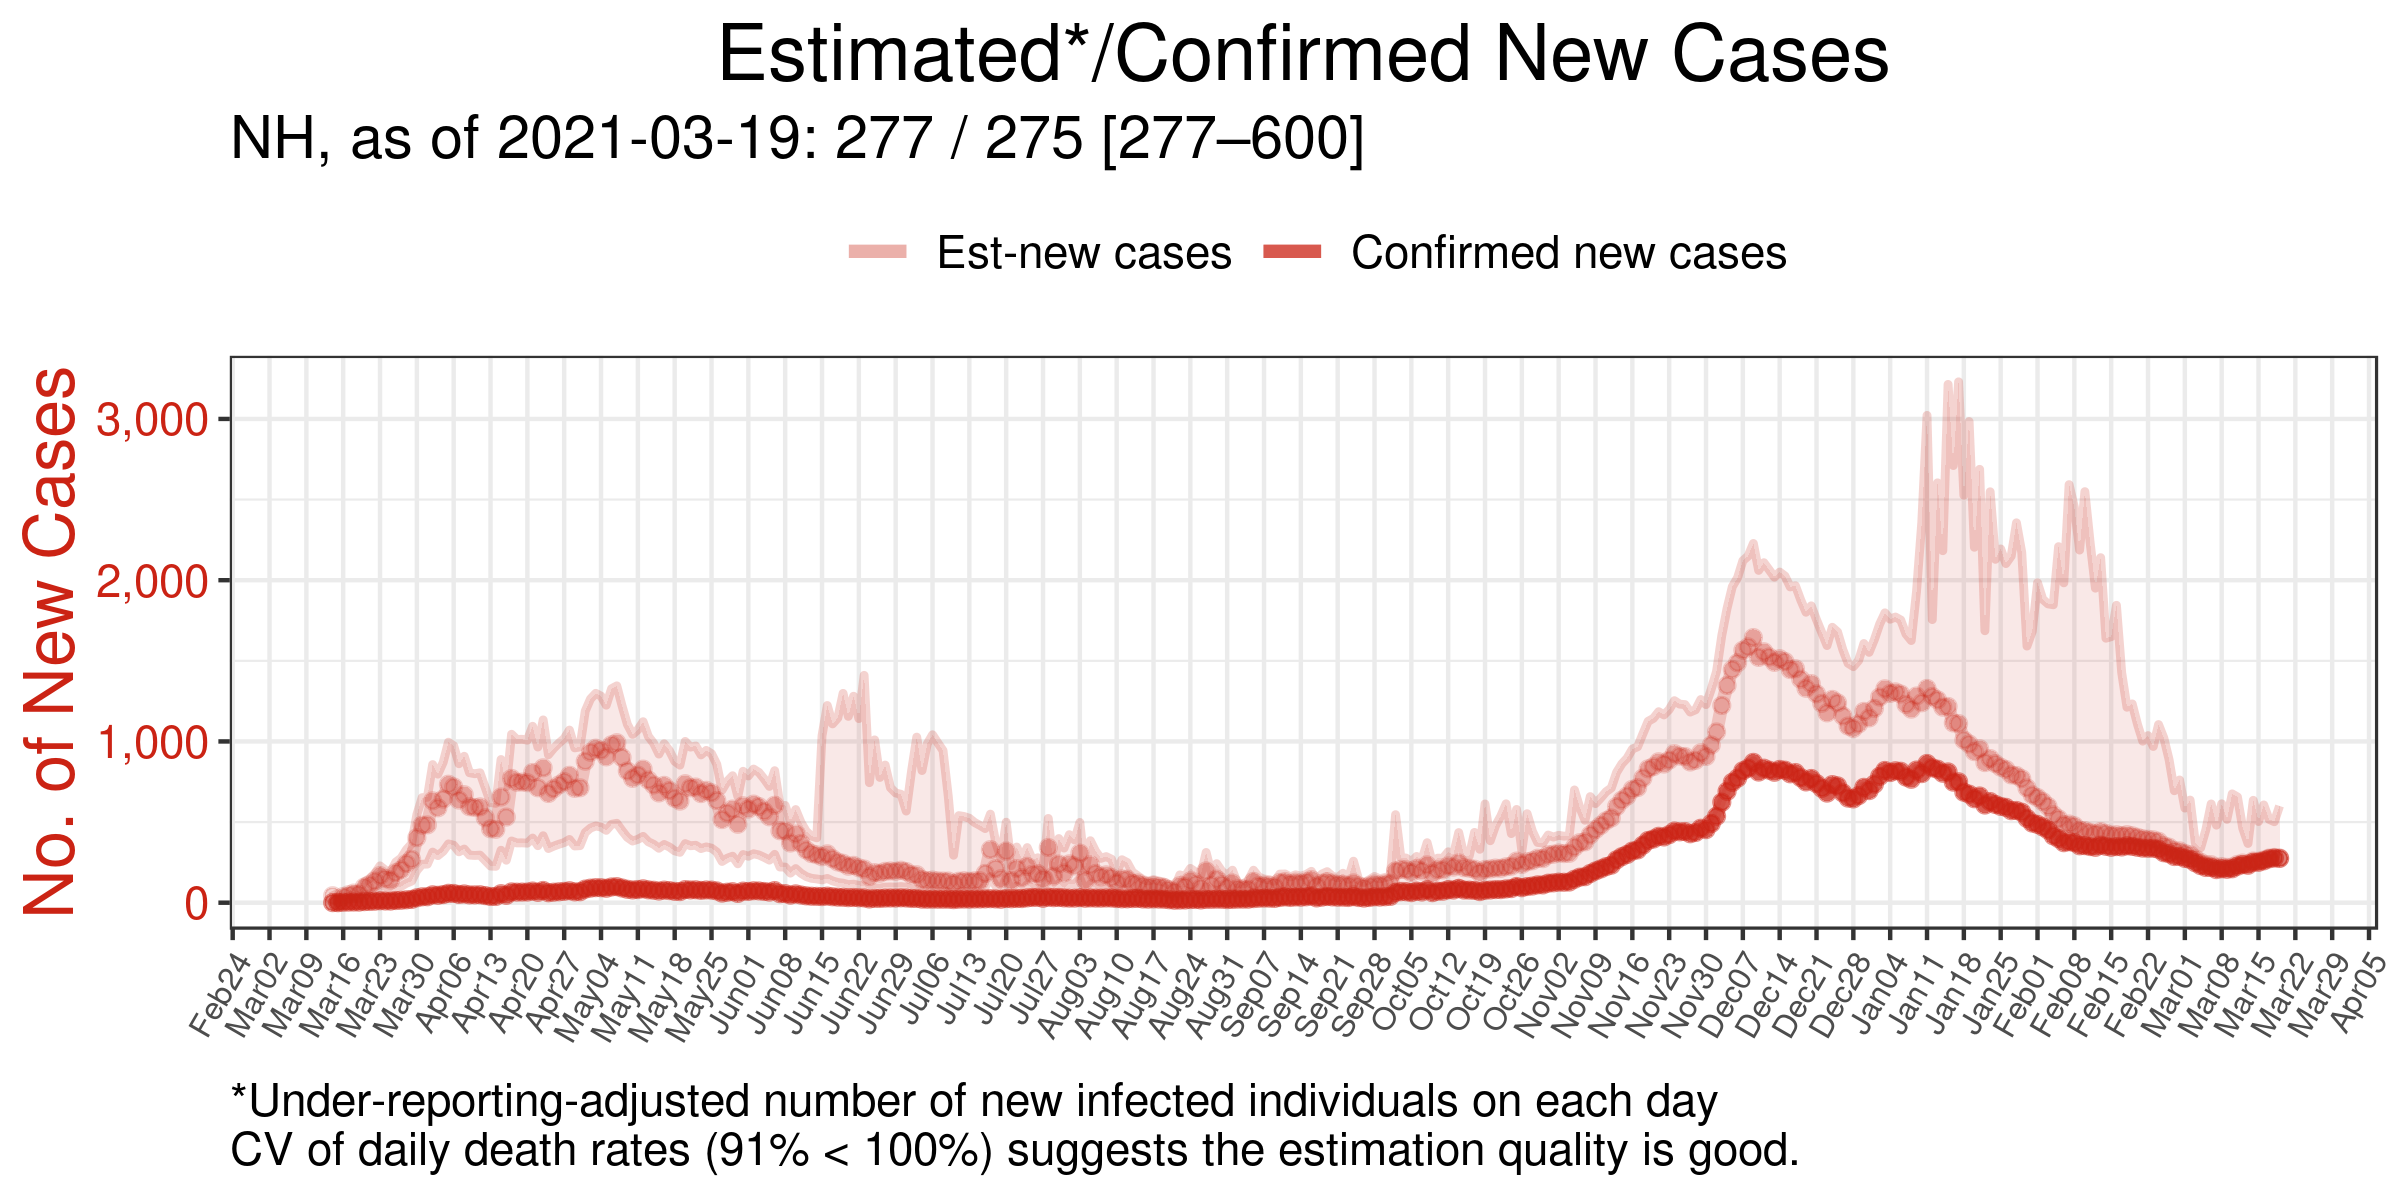 Estimated*/Confirmed New Cases
NH, as of 2021-03-19: 277 / 275 [277–600]
Est-new cases
Confirmed new cases
No. of New Cases
3,000
2,000
1,000
0
Feb24
Mar02
Mar09
Mar16
Mar23
Mar30
Apr06
Apr13
Apr20
Apr27
May04
May11
May18
May25
Jun01
Jun08
Jun15
Jun22
Jun29
Jul06
Jul13
Jul20
Jul27
Aug03
Aug10
Aug17
Aug24
Aug31
Sep07
Sep14
Sep21
Sep28
Oct05
Oct12
Oct19
Oct26
Nov02
Nov09
Nov16
Nov23
Nov30
Dec07
Dec14
Dec21
Dec28
Jan04
Jan11
Jan18
Jan25
Feb01
Feb08
Feb15
Feb22
Mar01
Mar08
Mar15
Mar22
Mar29
Apr05
*Under-reporting-adjusted number of new infected individuals on each day
CV of daily death rates (91% < 100%) suggests the estimation quality is good.